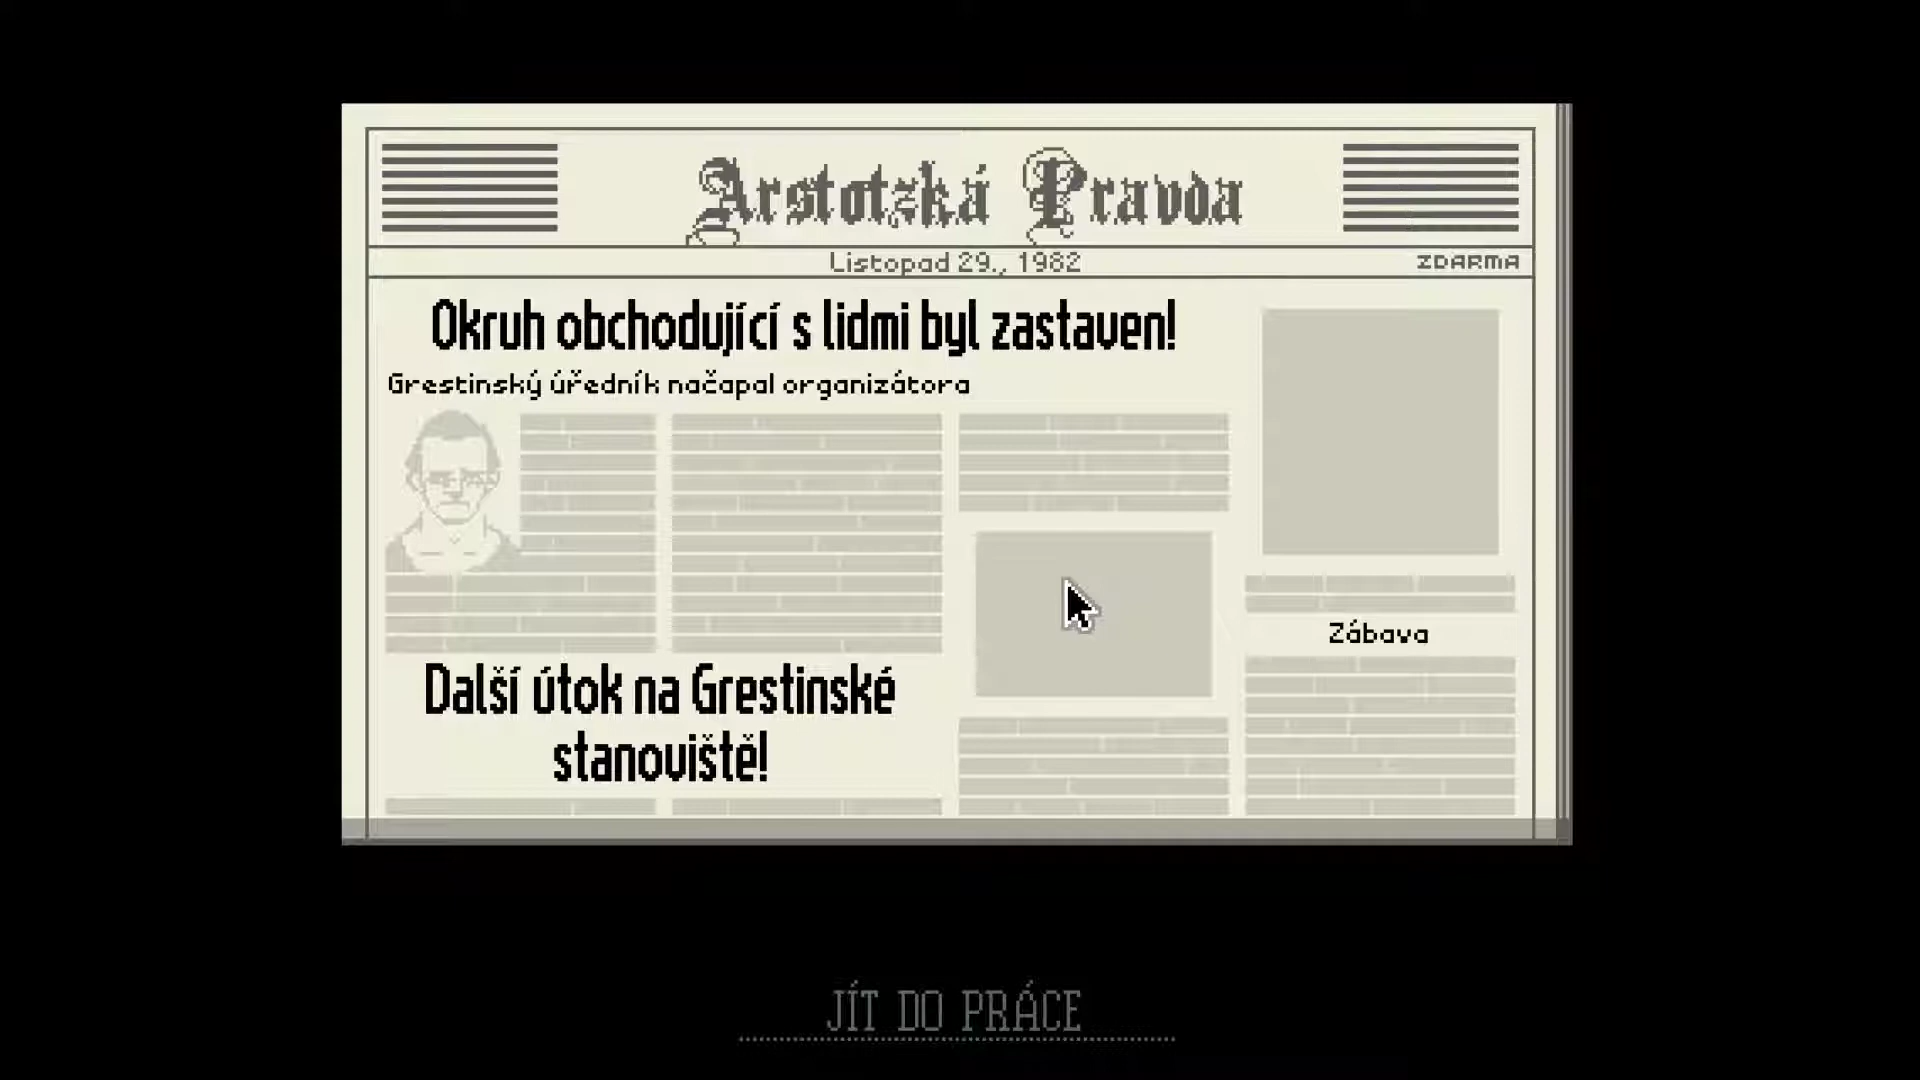 Arstotzká Pravda
Listopad 29., 1982
ZDARMA
Okruh obchodující s lidmi byl zastaven!
Grestinský úředník načapal organizátora
Další útok na Grestinské
stanoviště!
Zábava
JÍT DO PRÁCE